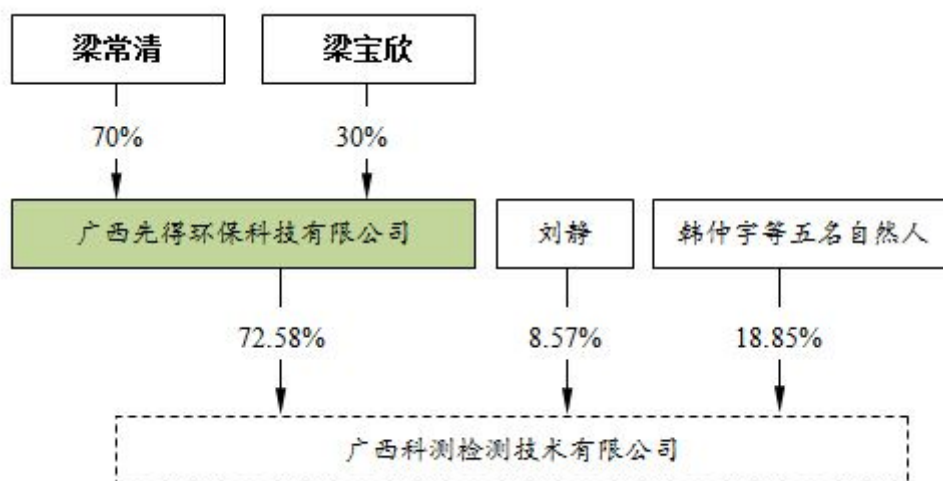 梁常清
梁宝欣
70%
30%
广西先得环保科技有限公司
刘静
韩仲宇等五名自然人
72.58%
8.57%
18.85%
广西科测检测技术有限公司